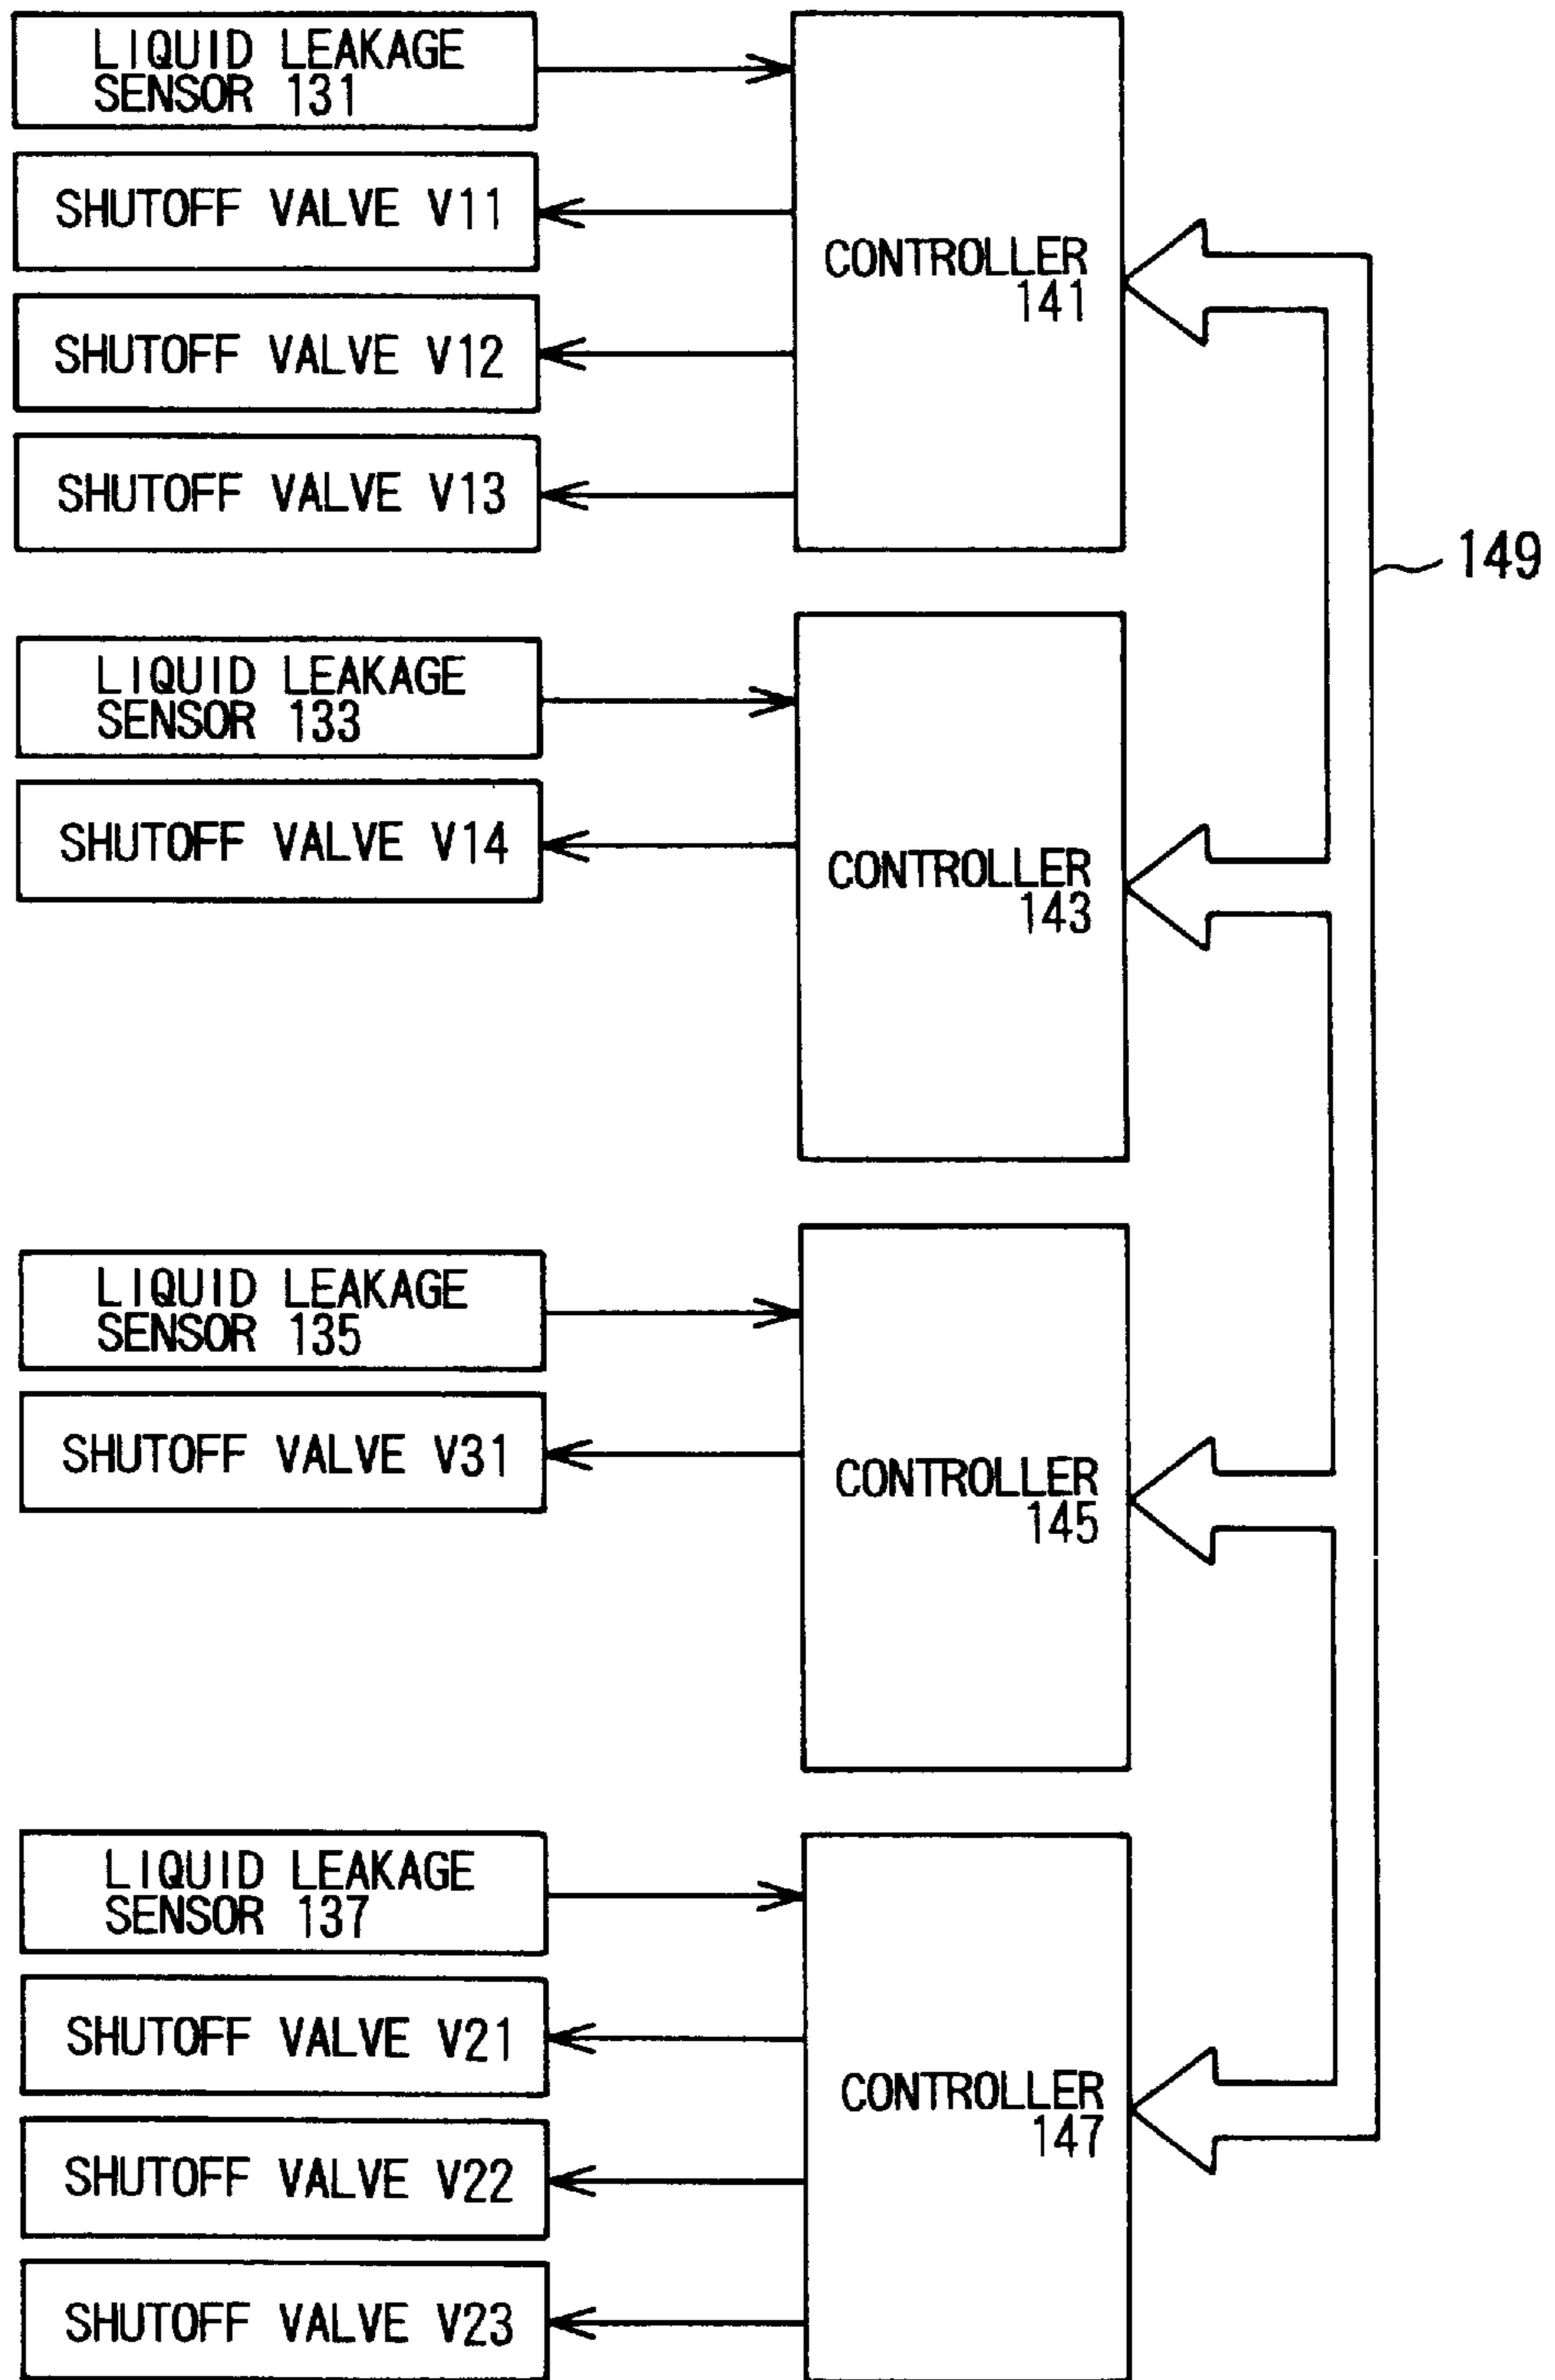 LIQUID LEAKAGE
SENSOR 131
SHUTOFF VALVE V11
SHUTOFF VALVE V12
SHUTOFF VALVE V13
CONTROLLER
141
149
LIQUID LEAKAGE
SENSOR 133
SHUTOFF VALVE V14
CONTROLLER
143
LIQUID LEAKAGE
SENSOR 135
SHUTOFF VALVE V31
CONTROLLER
145
LIQUID LEAKAGE
SENSOR 137
SHUTOFF VALVE V21
SHUTOFF VALVE V22
SHUTOFF VALVE V23
CONTROLLER
147